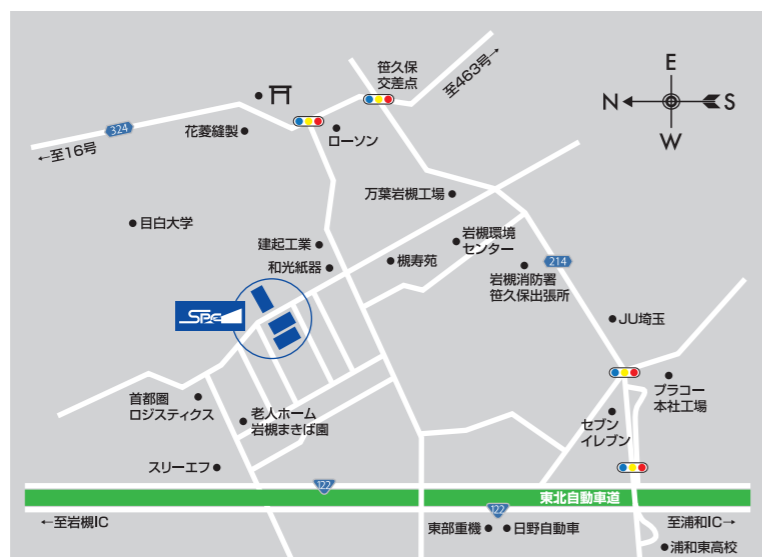 笹久保
交差点
至463号→
E
N
S
W
324
←至16号
花菱縫製
ローソン
万葉岩槻工場
目白大学
建起工業
和光紙器
槻寿苑
岩槻環境
センター
岩槻消防署
笹久保出張所
214
SPC
JU埼玉
首都圏
ロジスティクス
老人ホーム
岩槻まきば園
プラコー
本社工場
セブン
イレブン
スリーエフ
122
東北自動車道
122
←至岩槻IC
東部重機
日野自動車
至浦和IC→
浦和東高校